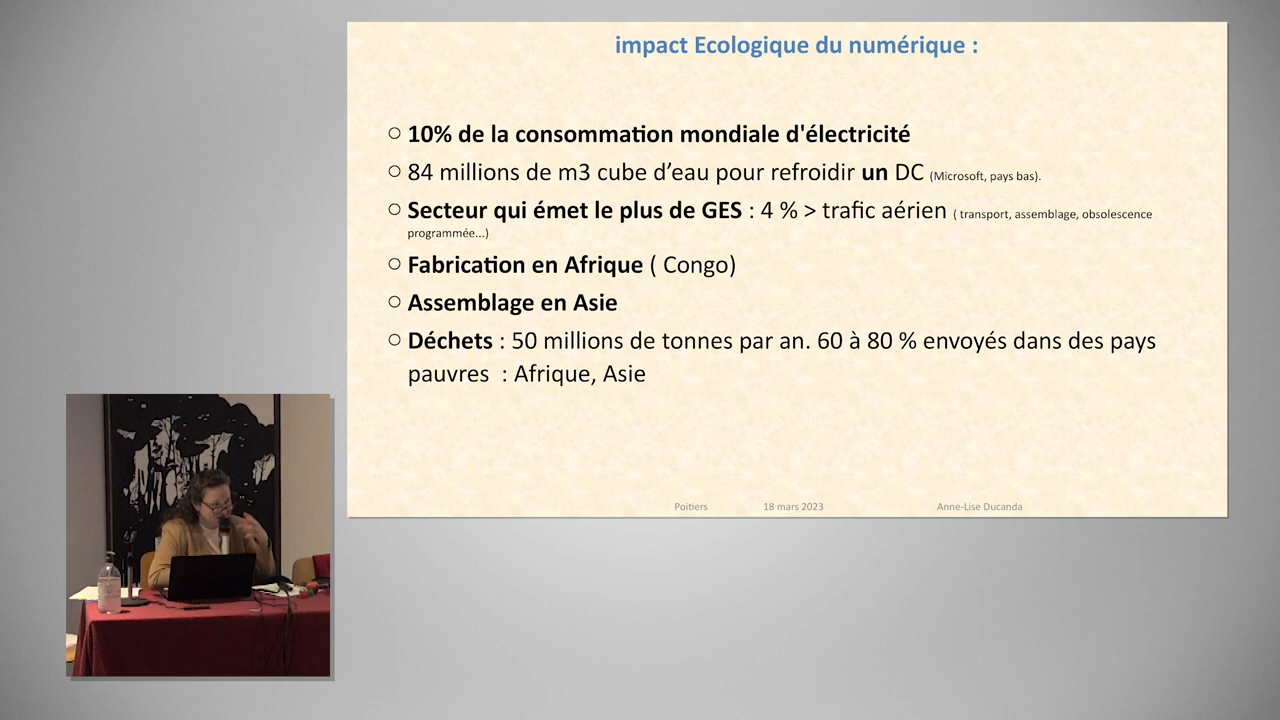 impact Ecologique du numérique :
○ 10% de la consommation mondiale d'électricité
○ 84 millions de m3 cube d’eau pour refroidir un DC (Microsoft, pays bas).
○ Secteur qui émet le plus de GES : 4 % > trafic aérien ( transport, assemblage, obsolescence
programmée...)
○ Fabrication en Afrique ( Congo)
○ Assemblage en Asie
○ Déchets : 50 millions de tonnes par an. 60 à 80 % envoyés dans des pays
pauvres  : Afrique, Asie
Poitiers 18 mars 2023 Anne-Lise Ducanda